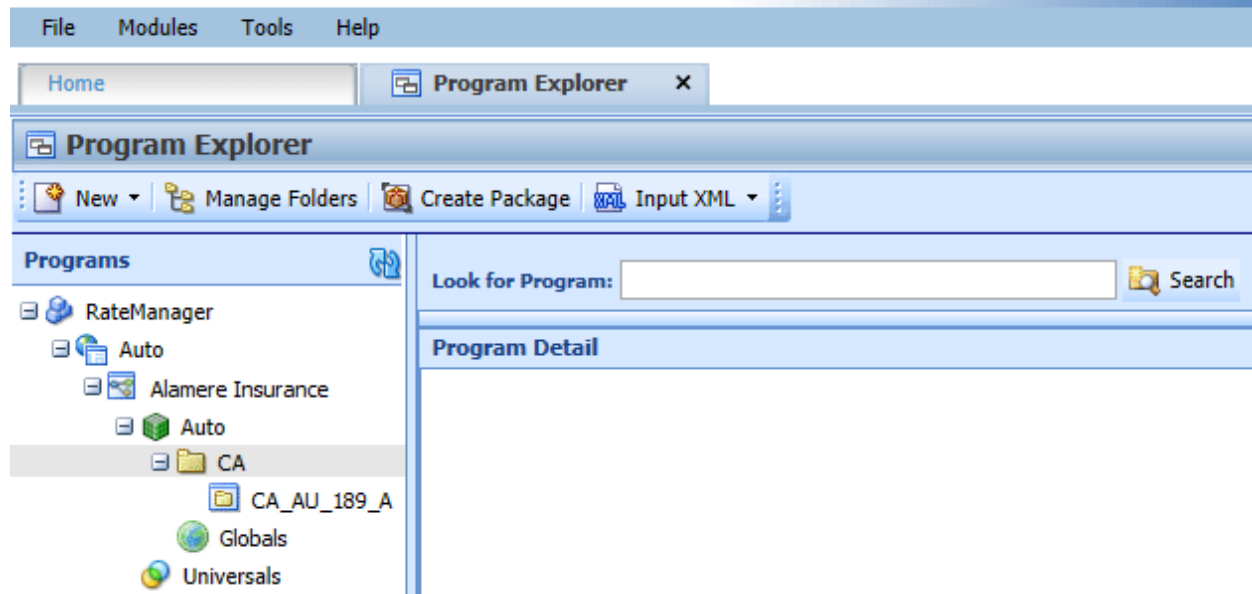 File Modules Tools Help
Home Program Explorer x
Program Explorer
New Manage Folders Create Package XML Input XML
Programs
Look for Program: Search
RateManager
Auto
Program Detail
Alamere Insurance
Auto
CA
CA_AU_189_A
Globals
Universals